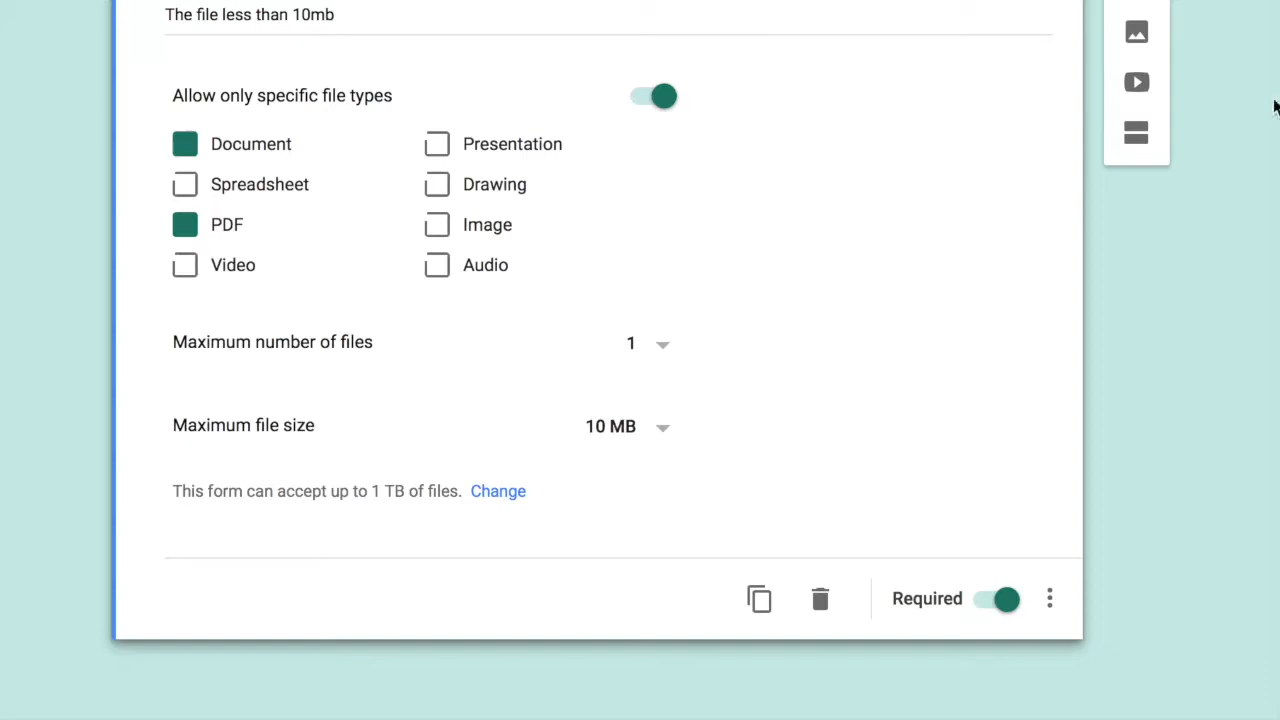 The file less than 10mb
Allow only specific file types
Document Presentation
Spreadsheet Drawing
PDF Image
Video Audio
Maximum number of files 1
Maximum file size 10 MB
This form can accept up to 1 TB of files. Change
Required